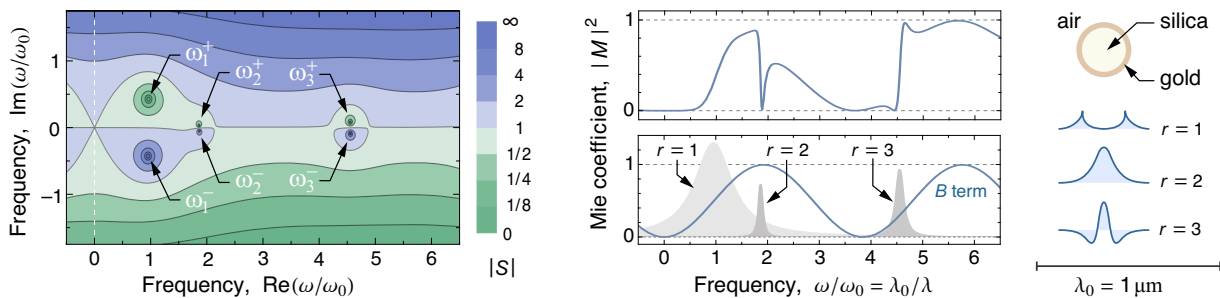 Frequency, Im(ω/ω₀)
1
0
−1
ω₁⁺
ω₂⁺
ω₃⁺
ω₁⁻
ω₂⁻
ω₃⁻
0 1 2 3 4 5 6
Frequency, Re(ω/ω₀)
∞
8
4
2
1
1/2
1/4
1/8
0
|S|
Mie coefficient, |M|²
1
0
1
0
r = 1
r = 2
r = 3
B term
0 1 2 3 4 5 6
Frequency, ω/ω₀ = λ₀/λ
air
silica
gold
r = 1
r = 2
r = 3
λ₀ = 1 μm